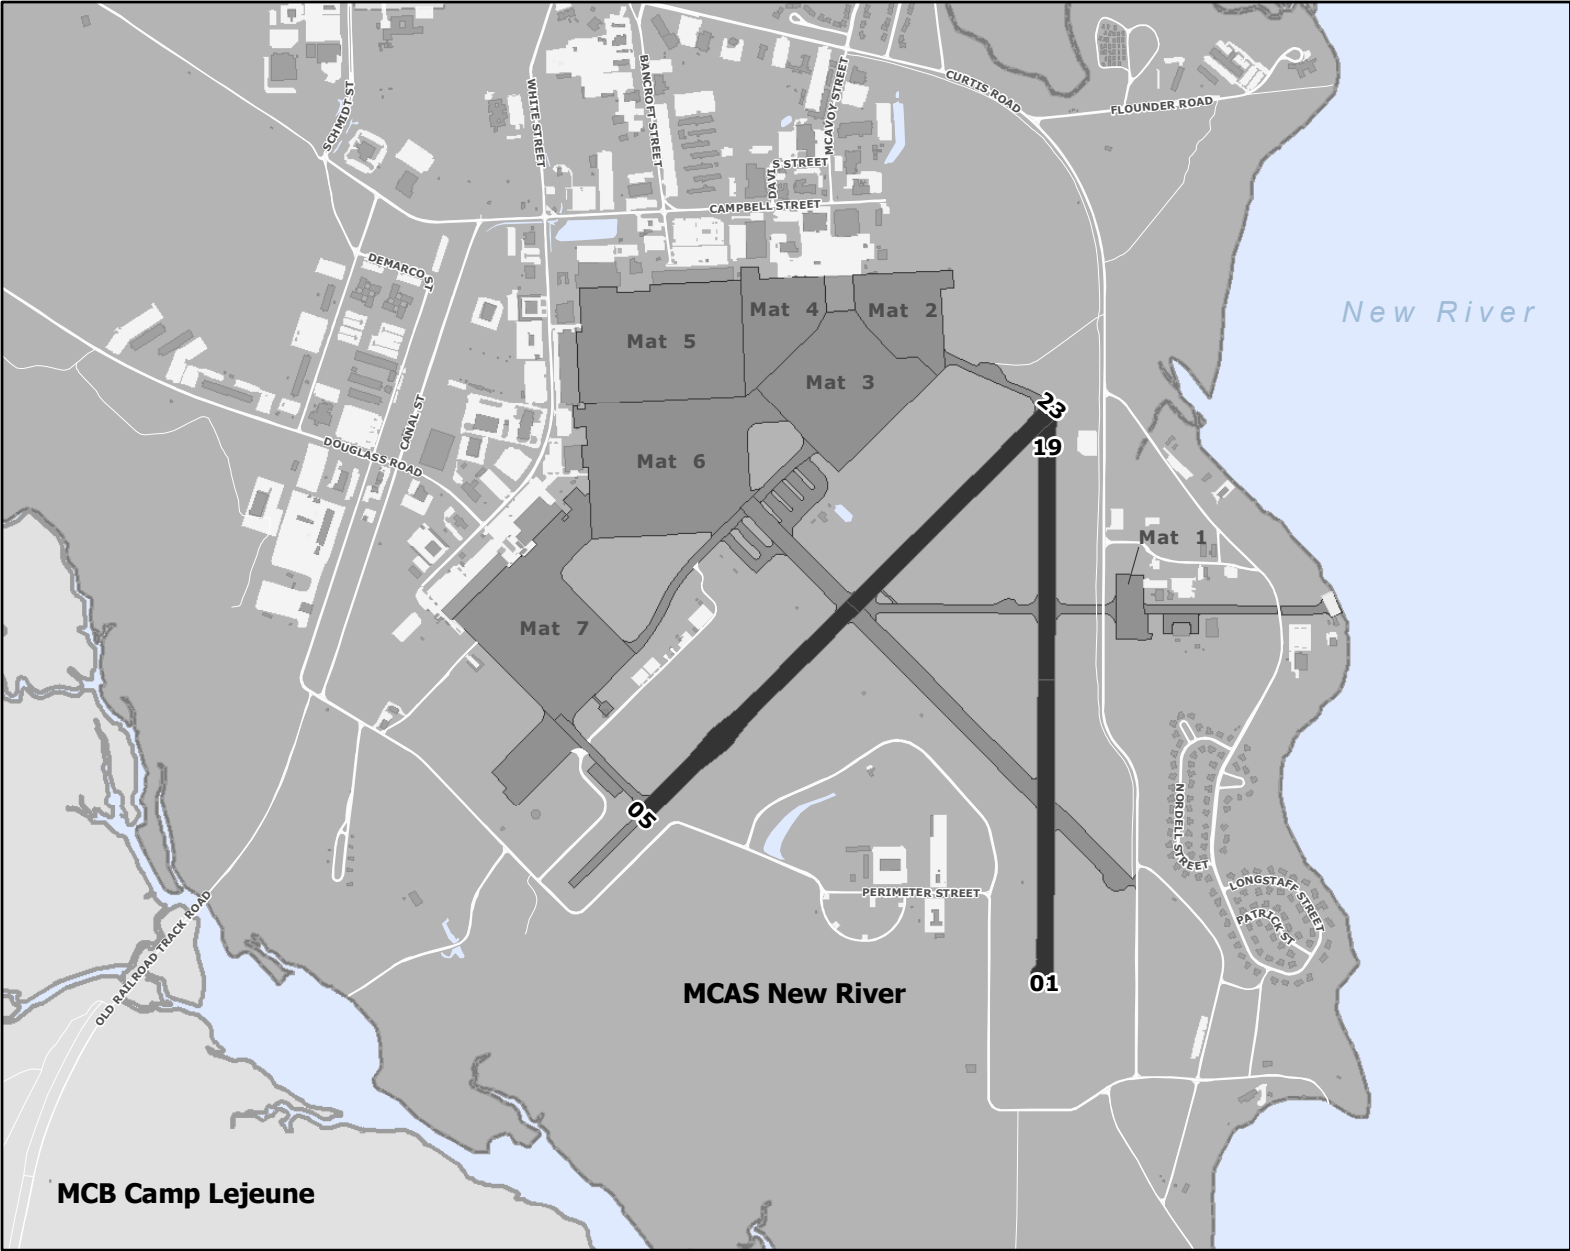 SCHMIDT ST
WHITE STREET
BANCROFT STREET
MCAVOY STREET
CURTIS ROAD
FLOUNDER ROAD
DAVIS STREET
CAMPBELL STREET
DEMARCO ST
Mat 4
Mat 2
New River
Mat 5
Mat 3
CANAL ST
23
19
DOUGLASS ROAD
Mat 6
Mat 1
Mat 7
05
NORDELL STREET
PERIMETER STREET
LONGSTAFF STREET
PATRICK ST
1
OLD RAILROAD TRACK ROAD
01
MCAS New River
MCB Camp Lejeune